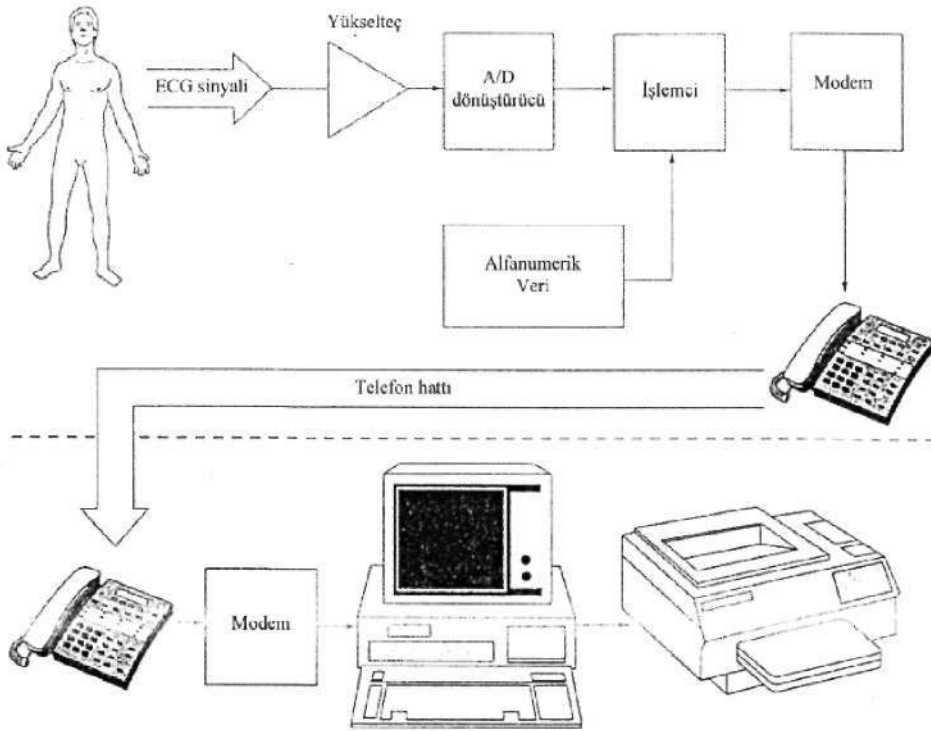 Yükselteç
ECG sinyali
A/D
dönüştürücü
İşlemci
Modem
Alfanumerik
Veri
Telefon hattı
Modem